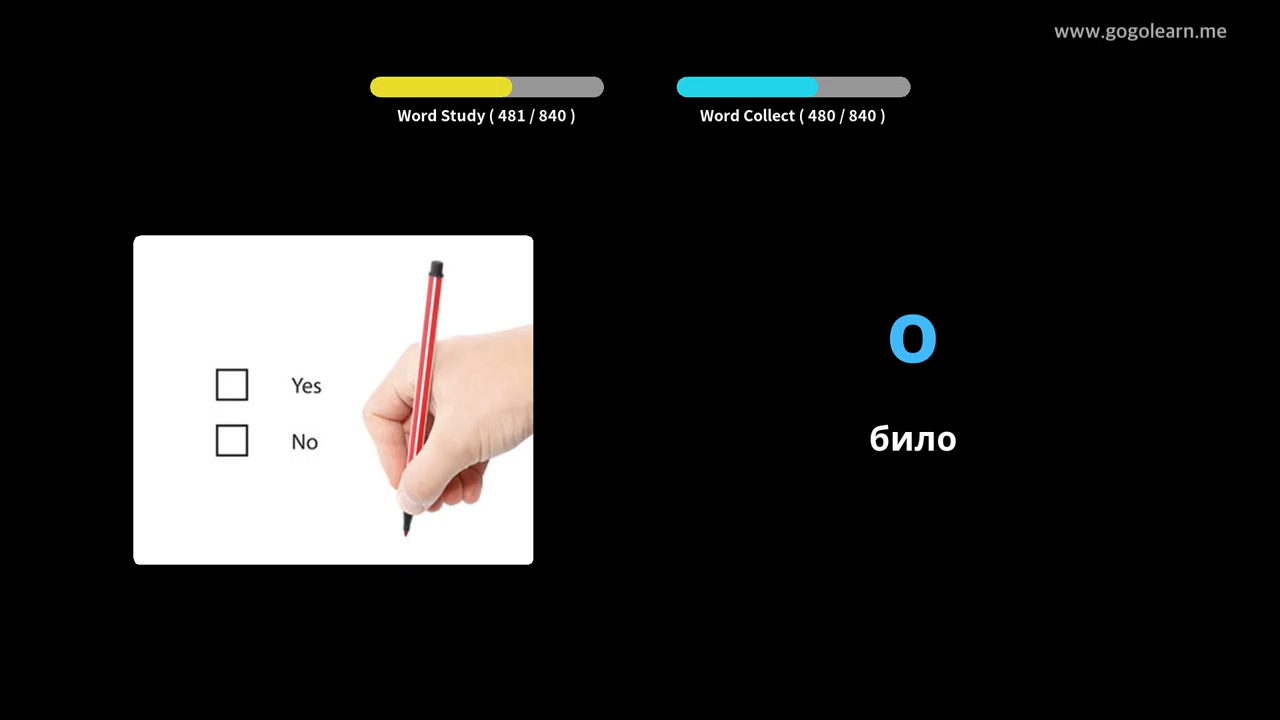 www.gogolearn.me
Word Study ( 481 / 840 )
Word Collect ( 480 / 840 )
Yes
No
o
било